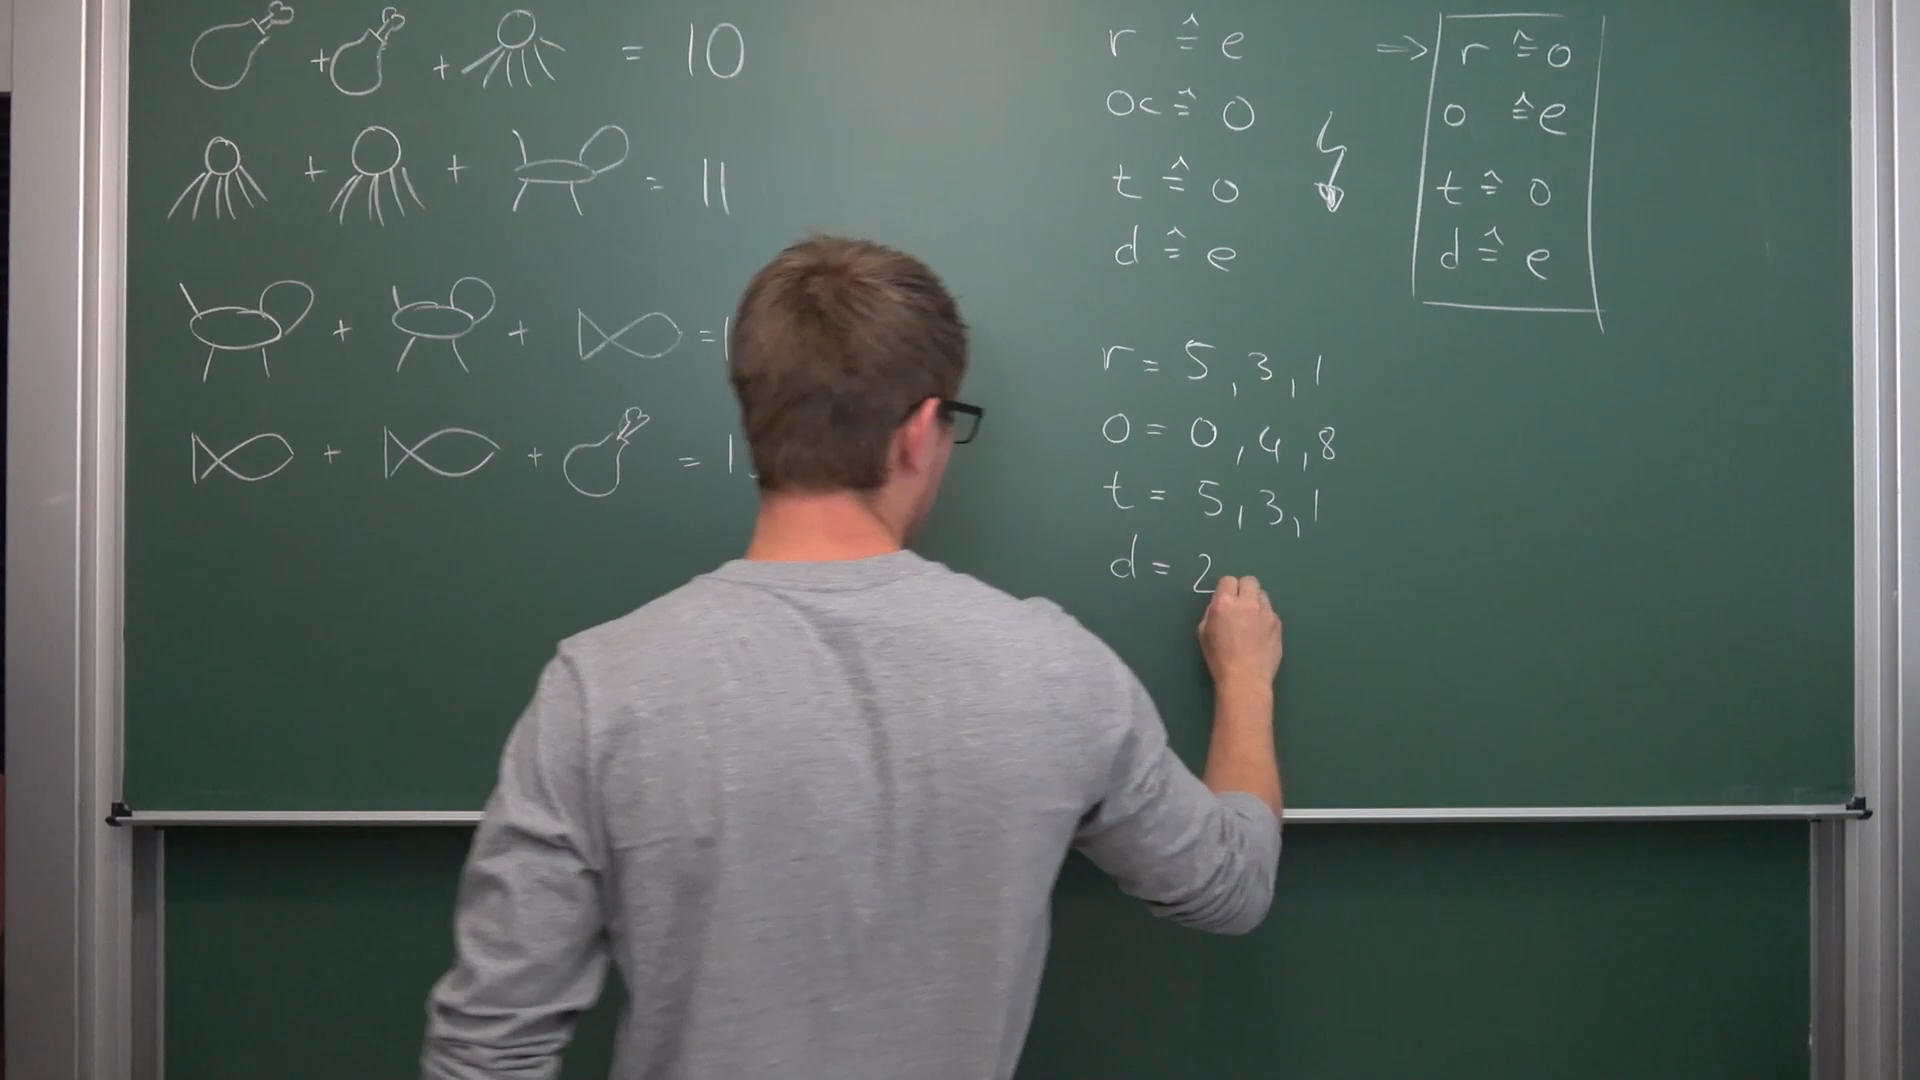 + + = 10
+ + = 11
+ + =
+ + =
r ≙ e
oc ≙ o
t ≙ o
d ≙ e
⇒ r ≙ o
o ≙ e
t ≙ o
d ≙ e
r = 5, 3, 1
o = 0, 4, 8
t = 5, 3, 1
d = 2